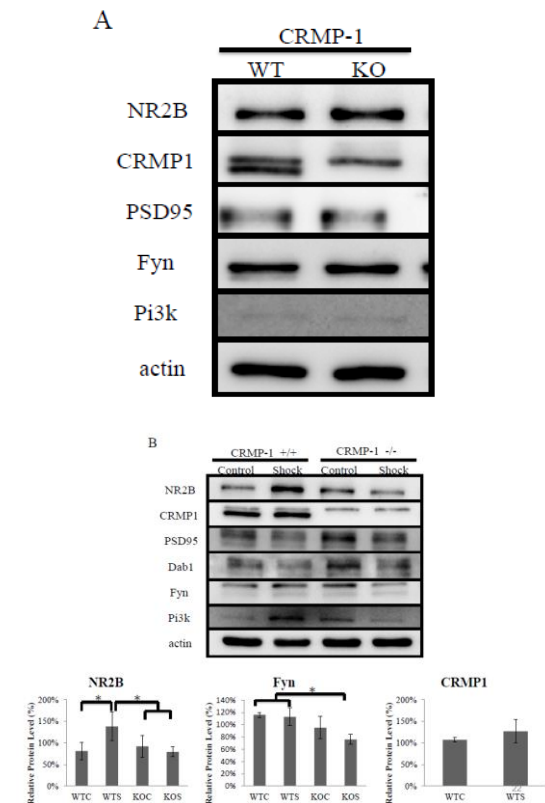 A
CRMP-1
WT KO
NR2B
CRMP1
PSD95
Fyn
Pi3k
actin
B
CRMP-1 +/+ CRMP-1 -/-
Control Shock Control Shock
NR2B
CRMP1
PSD95
Dab1
Fyn
Pi3k
actin
NR2B
Relative Protein Level (%)
200%
150%
100%
50%
0%
* *
WTC WTS KOC KOS
Fyn
Relative Protein Level (%)
140%
120%
100%
80%
60%
40%
20%
0%
*
WTC WTS KOC KOS
CRMP1
Relative Protein Level (%)
200%
150%
100%
50%
0%
WTC WTS
22